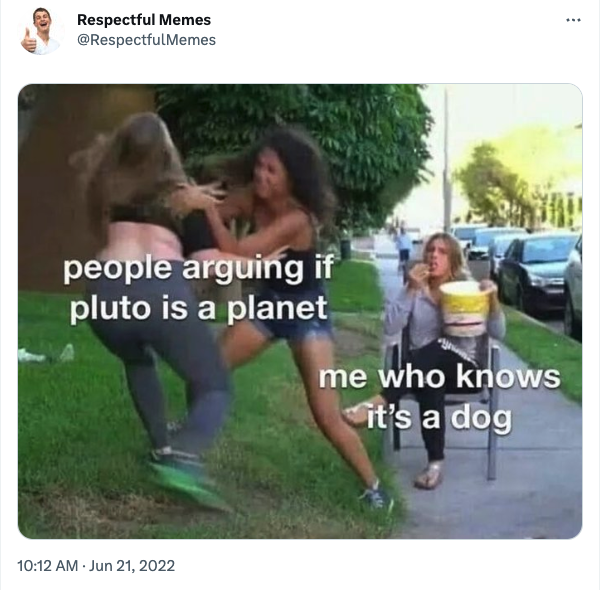 Respectful Memes
@RespectfulMemes
people arguing if
pluto is a planet
me who knows
it's a dog
10:12 AM · Jun 21, 2022